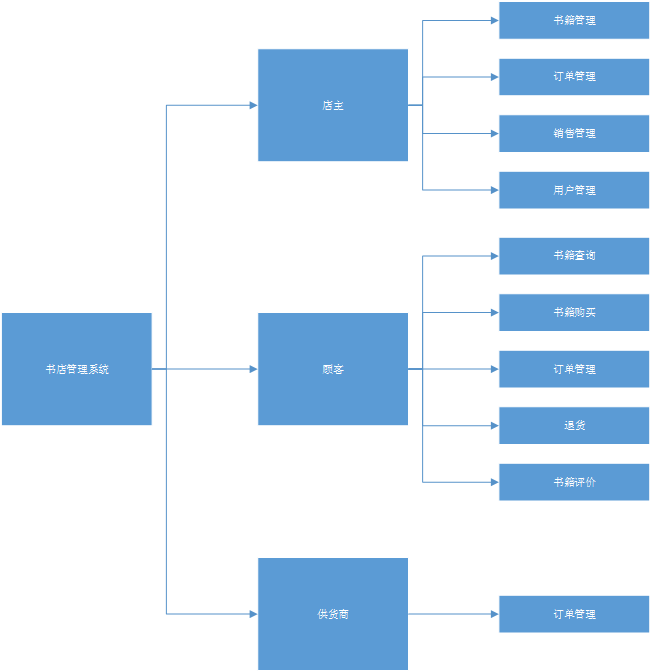 书店管理系统
店主
书籍管理
订单管理
销售管理
用户管理
顾客
书籍查询
书籍购买
订单管理
退货
书籍评价
供货商
订单管理